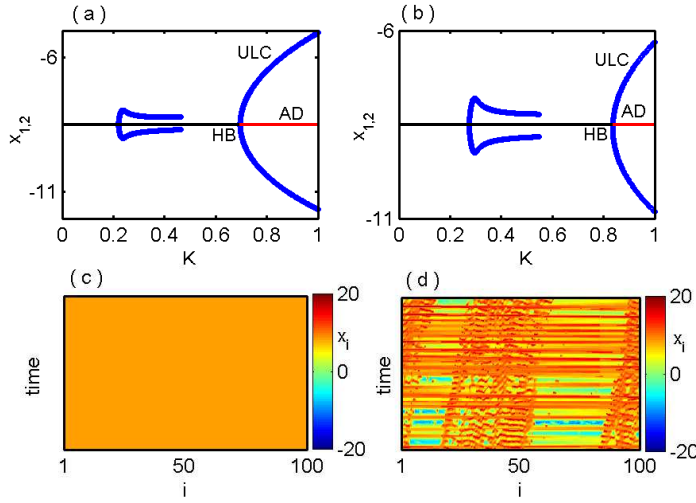 ( a )
( b )
-6
-11
x1,2
ULC
AD
HB
0 0.2 0.4 0.6 0.8 1
K
-6
-11
x1,2
ULC
AD
HB
0 0.2 0.4 0.6 0.8 1
K
( c )
( d )
time
1 50 100
i
20
xi
0
-20
time
1 50 100
i
20
xi
0
-20